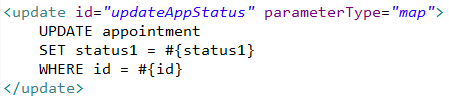 <update id="updateAppStatus" parameterType="map">
UPDATE appointment
SET status1 = #{status1}
WHERE id = #{id}
</update>